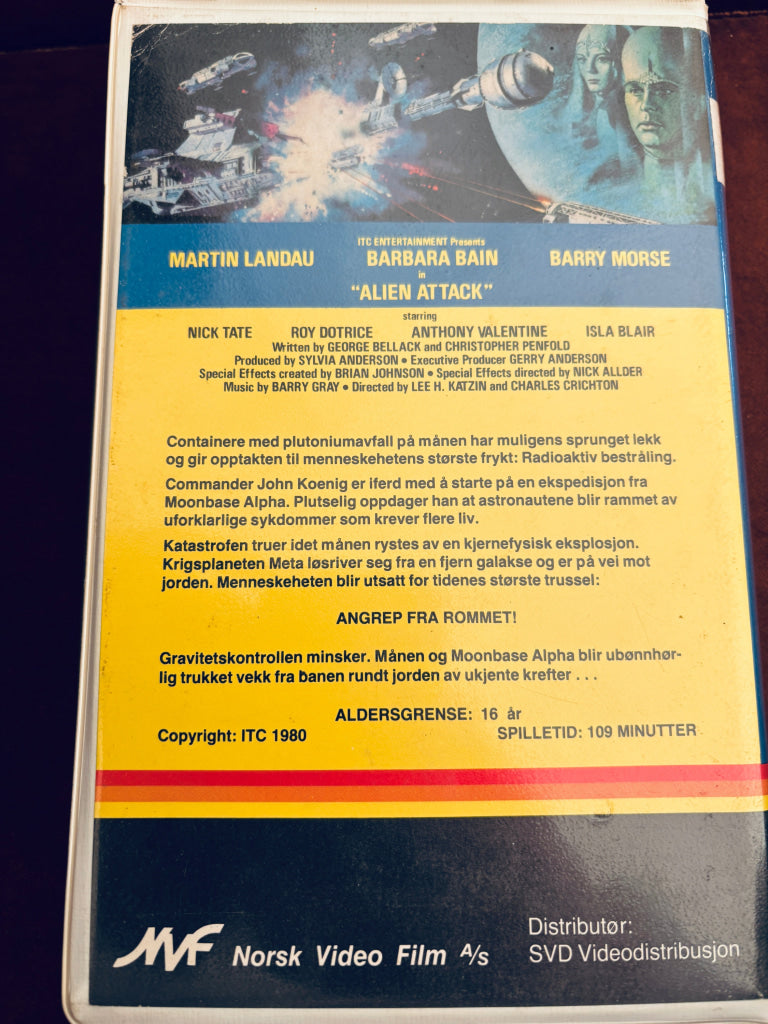 ITC ENTERTAINMENT Presents
MARTIN LANDAU BARBARA BAIN BARRY MORSE
in
"ALIEN ATTACK"
starring
NICK TATE ROY DOTRICE ANTHONY VALENTINE ISLA BLAIR
Written by GEORGE BELLACK and CHRISTOPHER PENFOLD
Produced by SYLVIA ANDERSON • Executive Producer GERRY ANDERSON
Special Effects created by BRIAN JOHNSON • Special Effects directed by NICK ALLDER
Music by BARRY GRAY • Directed by LEE H. KATZIN and CHARLES CRICHTON
Containere med plutoniumavfall på månen har muligens sprunget lekk
og gir opptakten til menneskehetens største frykt: Radioaktiv bestråling.
Commander John Koenig er iferd med å starte på en ekspedisjon fra
Moonbase Alpha. Plutselig oppdager han at astronautene blir rammet av
uforklarlige sykdommer som krever flere liv.
Katastrofen truer idet månen rystes av en kjernefysisk eksplosjon.
Krigsplaneten Meta løsriver seg fra en fjern galakse og er på vei mot
jorden. Menneskeheten blir utsatt for tidenes største trussel:
ANGREP FRA ROMMET!
Gravitetskontrollen minsker. Månen og Moonbase Alpha blir ubønnhør-
lig trukket vekk fra banen rundt jorden av ukjente krefter . . .
ALDERSGRENSE: 16 år
Copyright: ITC 1980 SPILLETID: 109 MINUTTER
NVF Norsk Video Film A/s
Distributør:
SVD Videodistribusjon